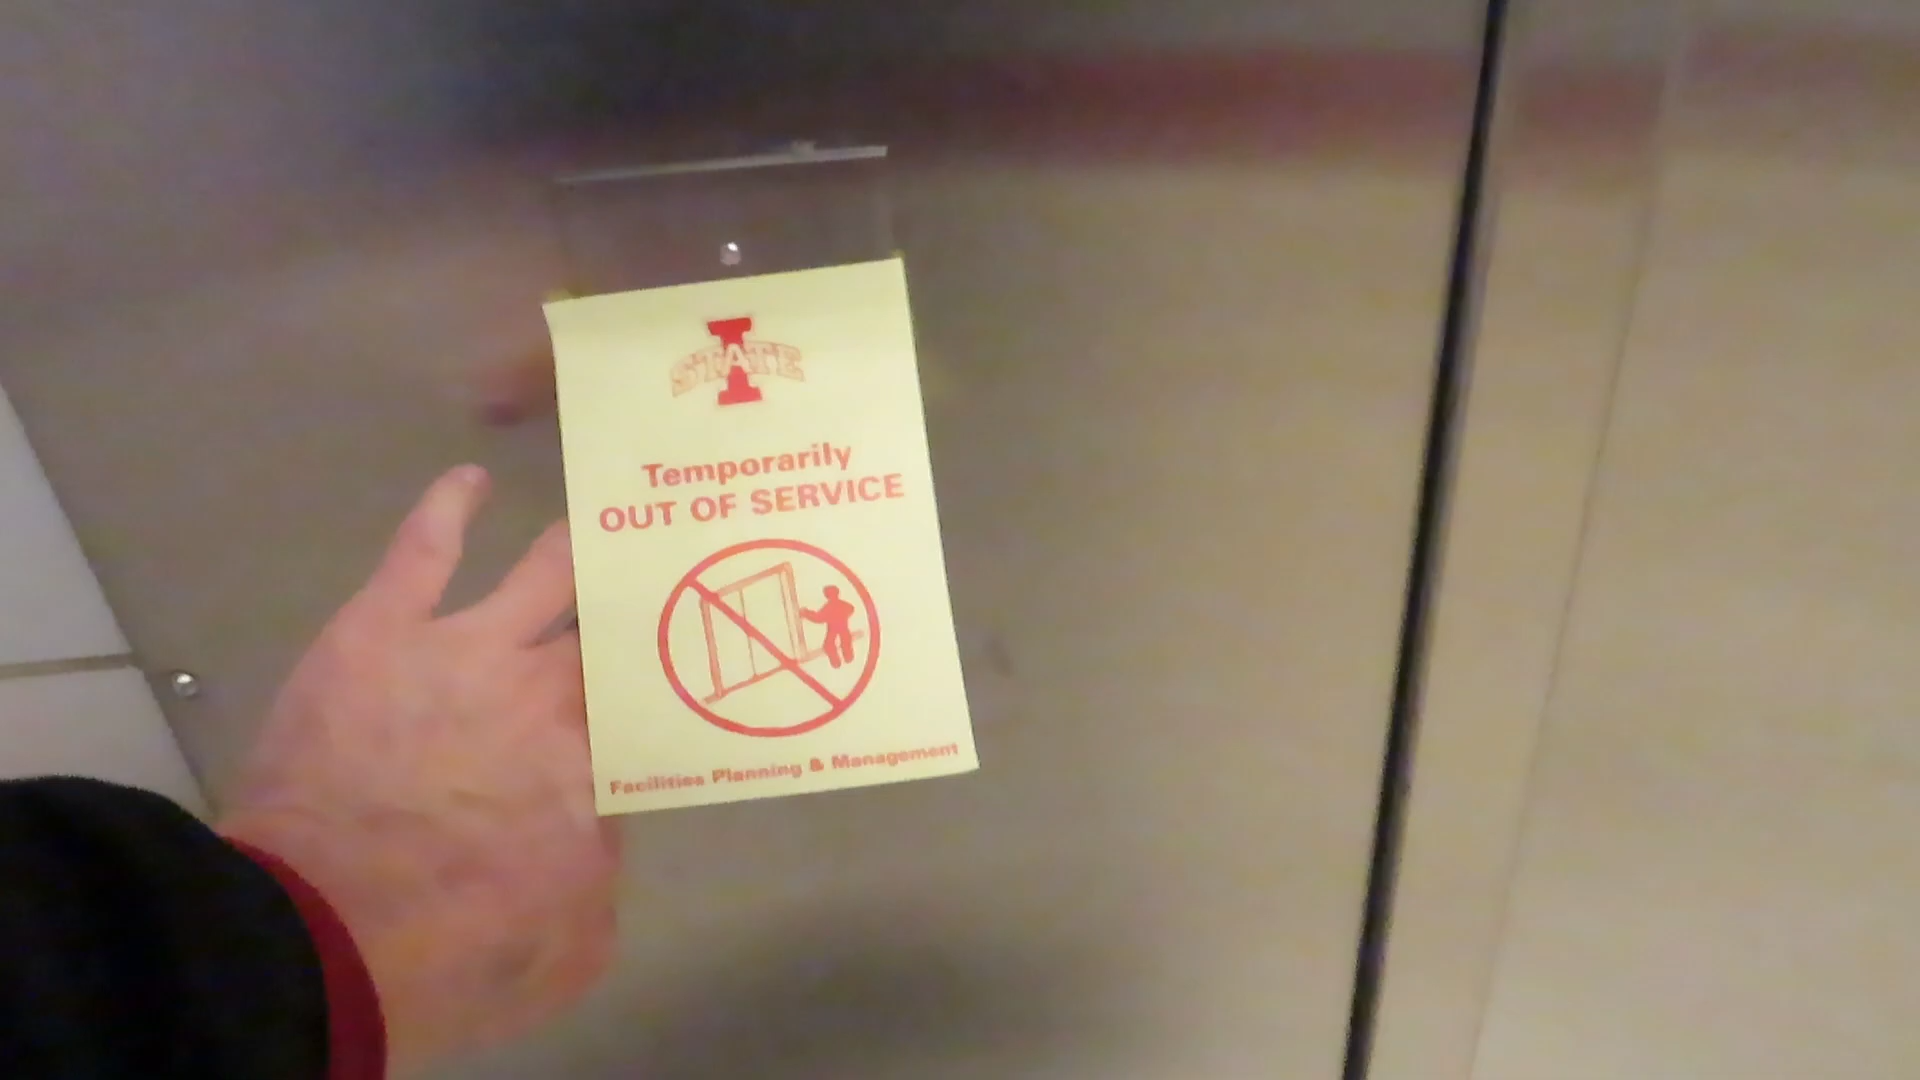 I
STATE
Temporarily
OUT OF SERVICE
Facilities Planning & Management